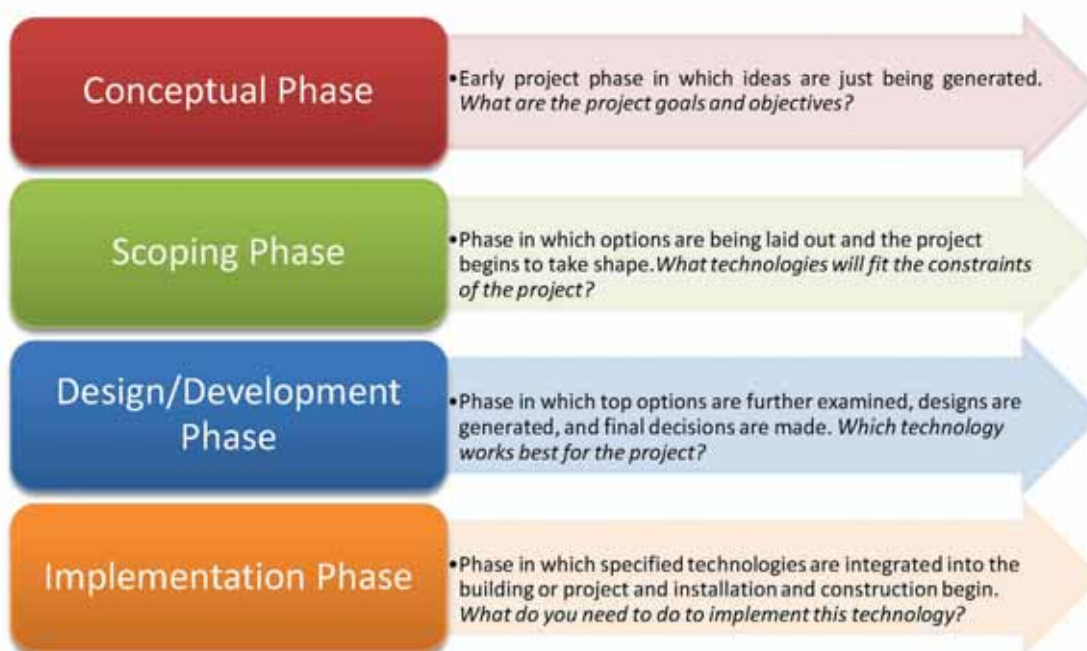 Conceptual Phase
•Early project phase in which ideas are just being generated.
What are the project goals and objectives?
Scoping Phase
•Phase in which options are being laid out and the project
begins to take shape.What technologies will fit the constraints
of the project?
Design/Development
Phase
•Phase in which top options are further examined, designs are
generated, and final decisions are made. Which technology
works best for the project?
Implementation Phase
•Phase in which specified technologies are integrated into the
building or project and installation and construction begin.
What do you need to do to implement this technology?